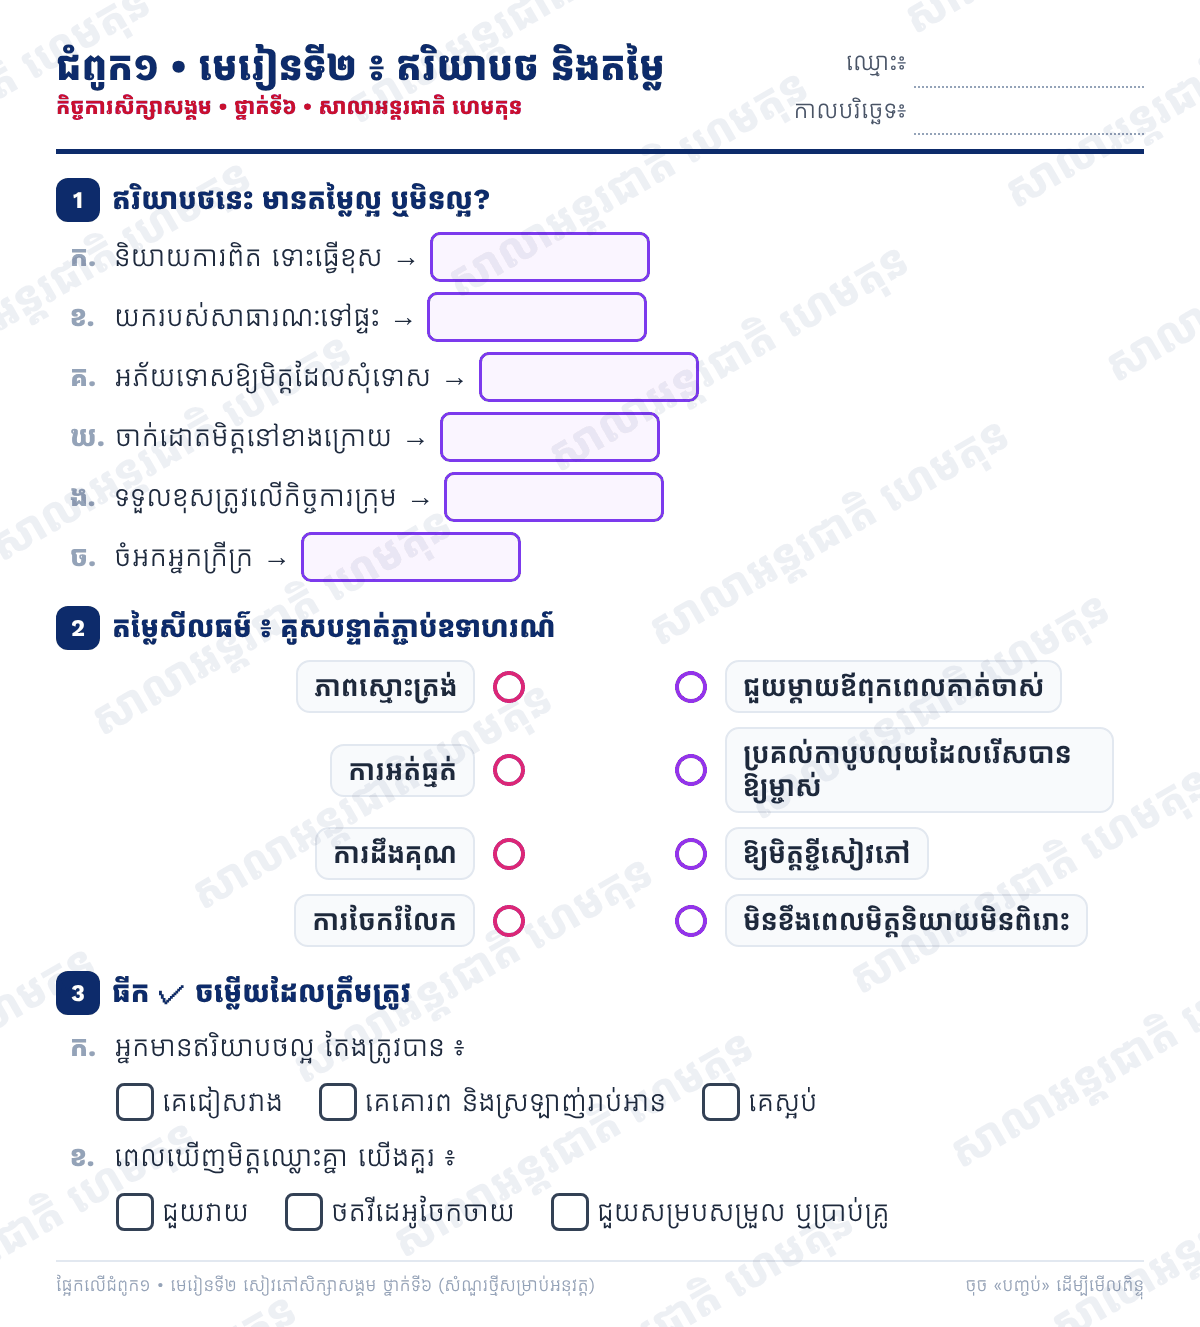 ជំពូក១ • មេរៀនទី២ ៖ ឥរិយាបថ និងតម្លៃ
កិច្ចការសិក្សាសង្គម • ថ្នាក់ទី៦ • សាលាអន្តរជាតិ ហេមតុន
ឈ្មោះ៖
កាលបរិច្ឆេទ៖
1 ឥរិយាបថនេះ មានតម្លៃល្អ ឬមិនល្អ?
ក. និយាយការពិត ទោះធ្វើខុស →
ខ. យករបស់សាធារណៈទៅផ្ទះ →
គ. អភ័យទោសឱ្យមិត្តដែលសុំទោស →
ឃ. ចាក់ដោតមិត្តនៅខាងក្រោយ →
ង. ទទួលខុសត្រូវលើកិច្ចការក្រុម →
ច. ចំអកអ្នកក្រីក្រ →
2 តម្លៃសីលធម៌ ៖ គូសបន្ទាត់ភ្ជាប់ឧទាហរណ៍
ភាពស្មោះត្រង់
ជួយម្តាយឪពុកពេលគាត់ចាស់
ការអត់ធ្មត់
ប្រគល់កាបូបលុយដែលរើសបាន
ឱ្យម្ចាស់
ការដឹងគុណ
ឱ្យមិត្តខ្ចីសៀវភៅ
ការចែករំលែក
មិនខឹងពេលមិត្តនិយាយមិនពិរោះ
3 ធីក ✓ ចម្លើយដែលត្រឹមត្រូវ
ក. អ្នកមានឥរិយាបថល្អ តែងត្រូវបាន ៖
គេជៀសវាង គេគោរព និងស្រឡាញ់រាប់អាន គេស្អប់
ខ. ពេលឃើញមិត្តឈ្លោះគ្នា យើងគួរ ៖
ជួយវាយ ថតវីដេអូចែកចាយ ជួយសម្របសម្រួល ឬប្រាប់គ្រូ
ផ្អែកលើជំពូក១ • មេរៀនទី២ សៀវភៅសិក្សាសង្គម ថ្នាក់ទី៦ (សំណួរថ្មីសម្រាប់អនុវត្ត)
ចុច «បញ្ចប់» ដើម្បីមើលពិន្ទុ